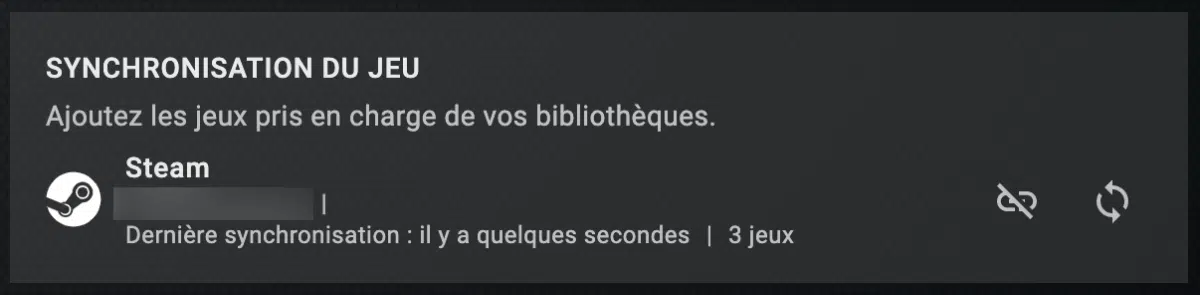 SYNCHRONISATION DU JEU
Ajoutez les jeux pris en charge de vos bibliothèques.
Steam
|
Dernière synchronisation : il y a quelques secondes | 3 jeux